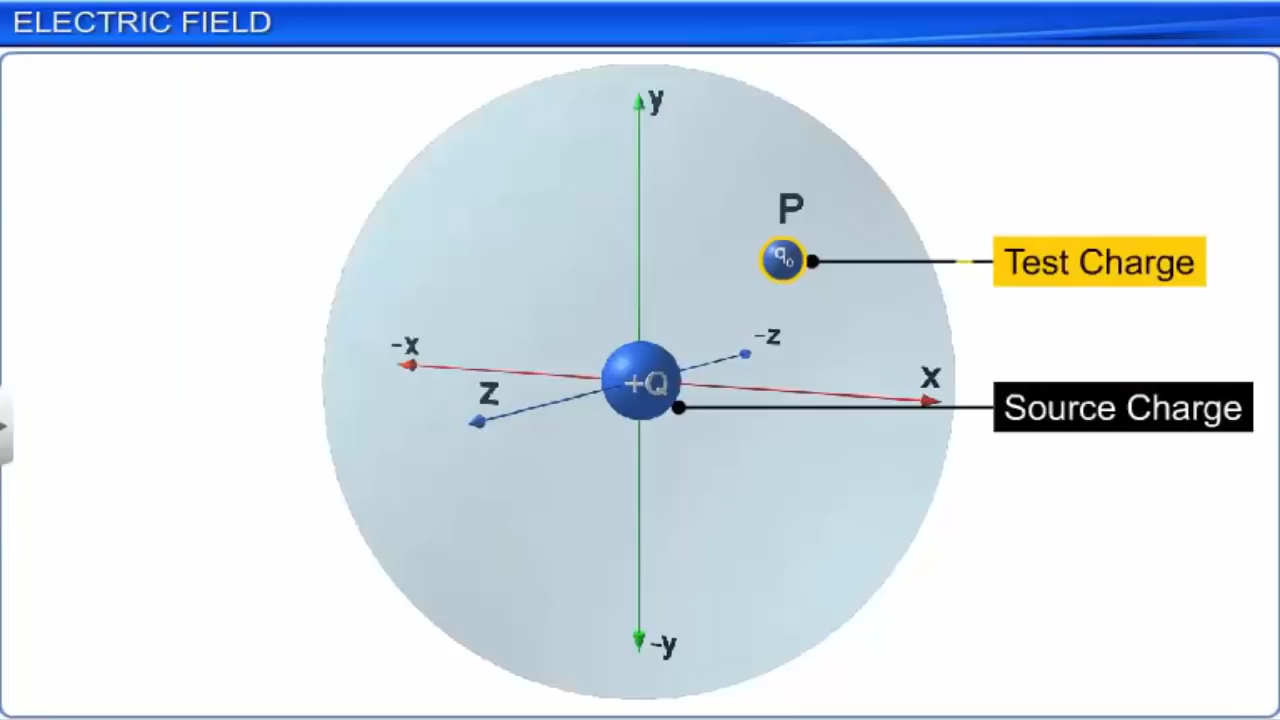 ELECTRIC FIELD
y
P
q₀
Test Charge
-z
-x
x
z
+Q
Source Charge
-y